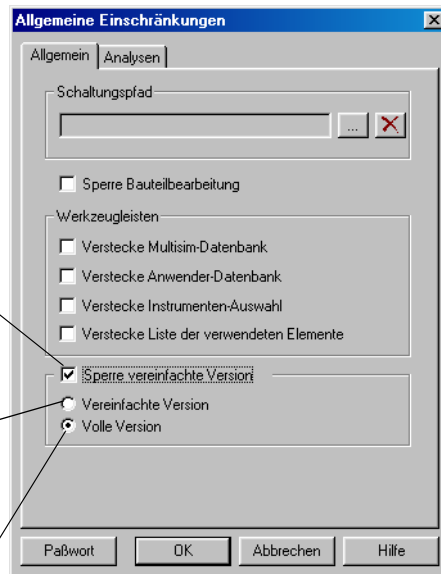 Allgemeine Einschränkungen
Allgemein Analysen
Schaltungspfad
...
Sperre Bauteilbearbeitung
Werkzeugleisten
Verstecke Multisim-Datenbank
Verstecke Anwender-Datenbank
Verstecke Instrumenten-Auswahl
Verstecke Liste der verwendeten Elemente
Sperre vereinfachte Version
Vereinfachte Version
Volle Version
Paßwort OK Abbrechen Hilfe